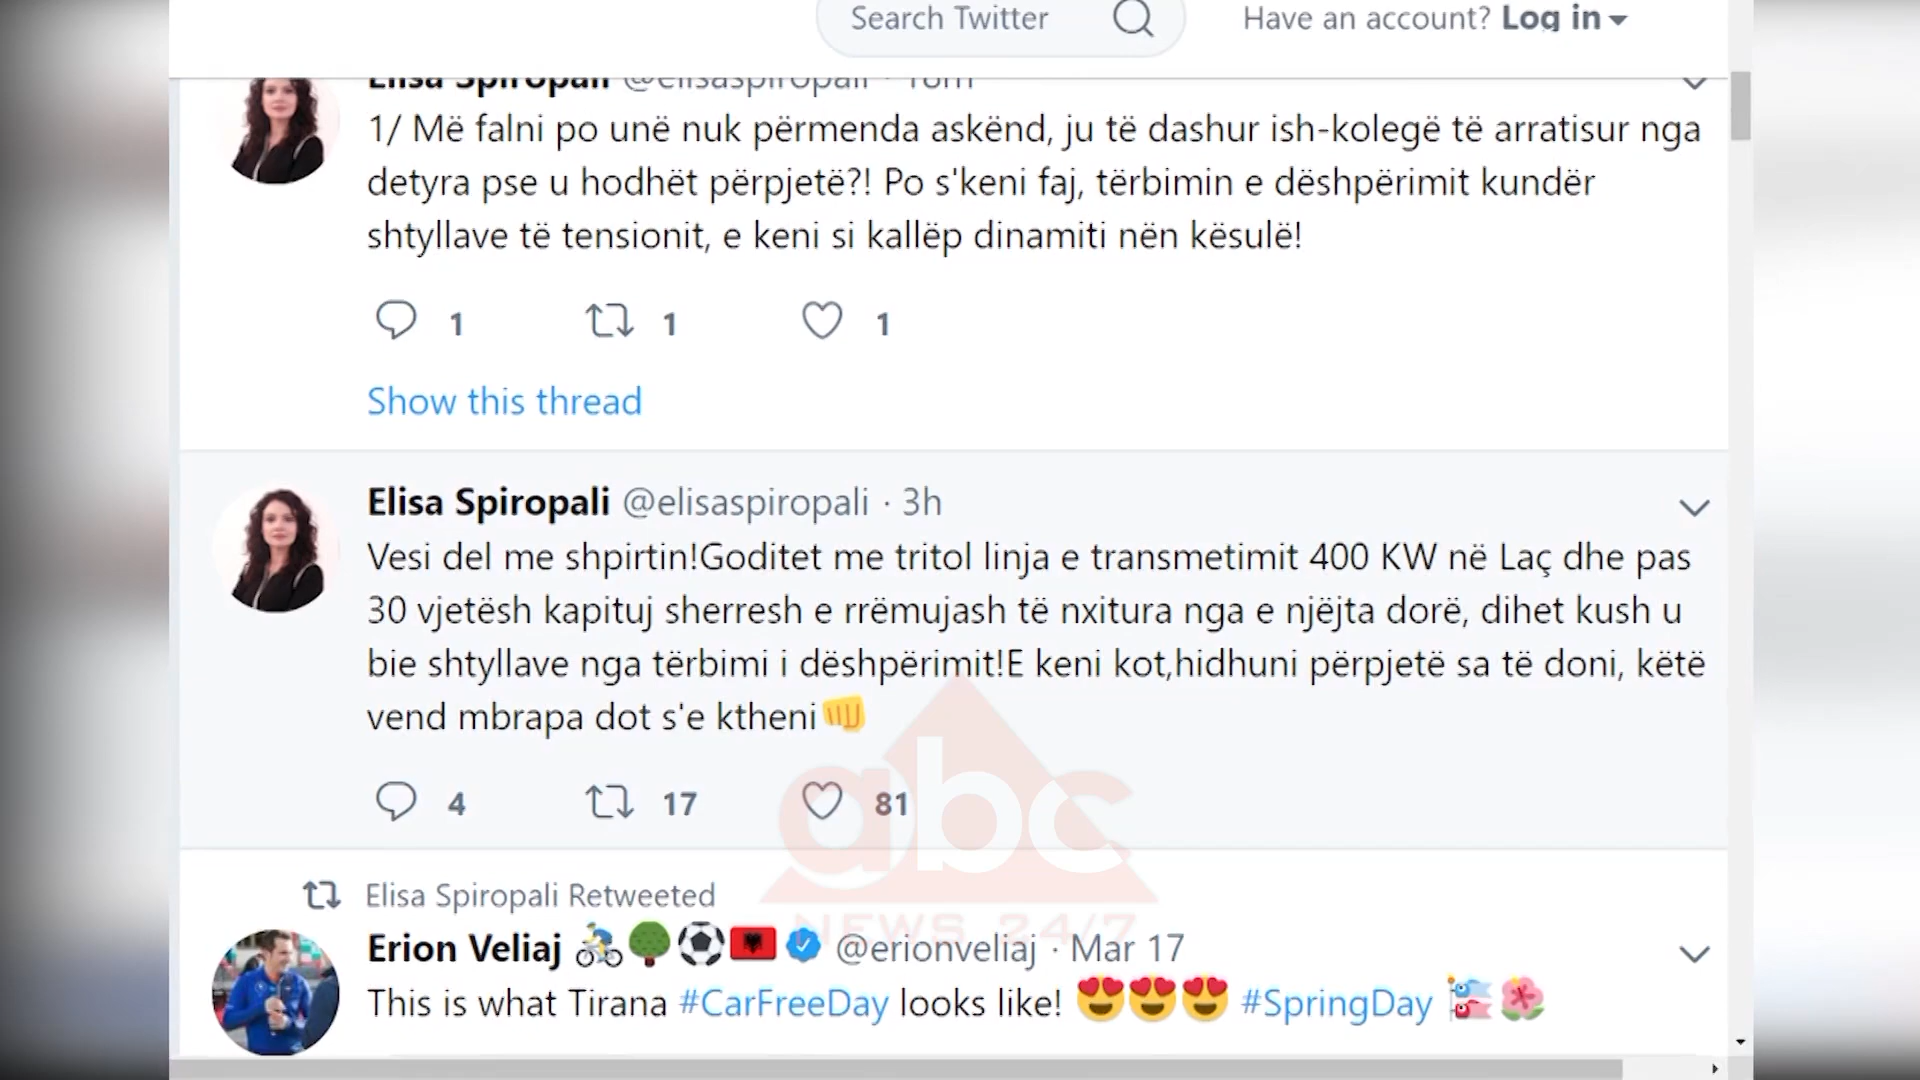 Search Twitter
Have an account? Log in
Elisa Spiropali @elisaspiropali · 18m
1/ Më falni po unë nuk përmenda askënd, ju të dashur ish-kolegë të arratisur nga
detyra pse u hodhët përpjetë?! Po s'keni faj, tërbimin e dëshpërimit kundër
shtyllave të tensionit, e keni si kallëp dinamiti nën kësulë!
1 1 1
Show this thread
Elisa Spiropali @elisaspiropali · 3h
Vesi del me shpirtin!Goditet me tritol linja e transmetimit 400 KW në Laç dhe pas
30 vjetësh kapituj sherresh e rrëmujash të nxitura nga e njëjta dorë, dihet kush u
bie shtyllave nga tërbimi i dëshpërimit!E keni kot,hidhuni përpjetë sa të doni, këtë
vend mbrapa dot s'e ktheni👊
4 17 81
abc
NEWS 24/7
Elisa Spiropali Retweeted
Erion Veliaj @erionveliaj · Mar 17
This is what Tirana #CarFreeDay looks like! 😍😍😍 #SpringDay 🎏🌺